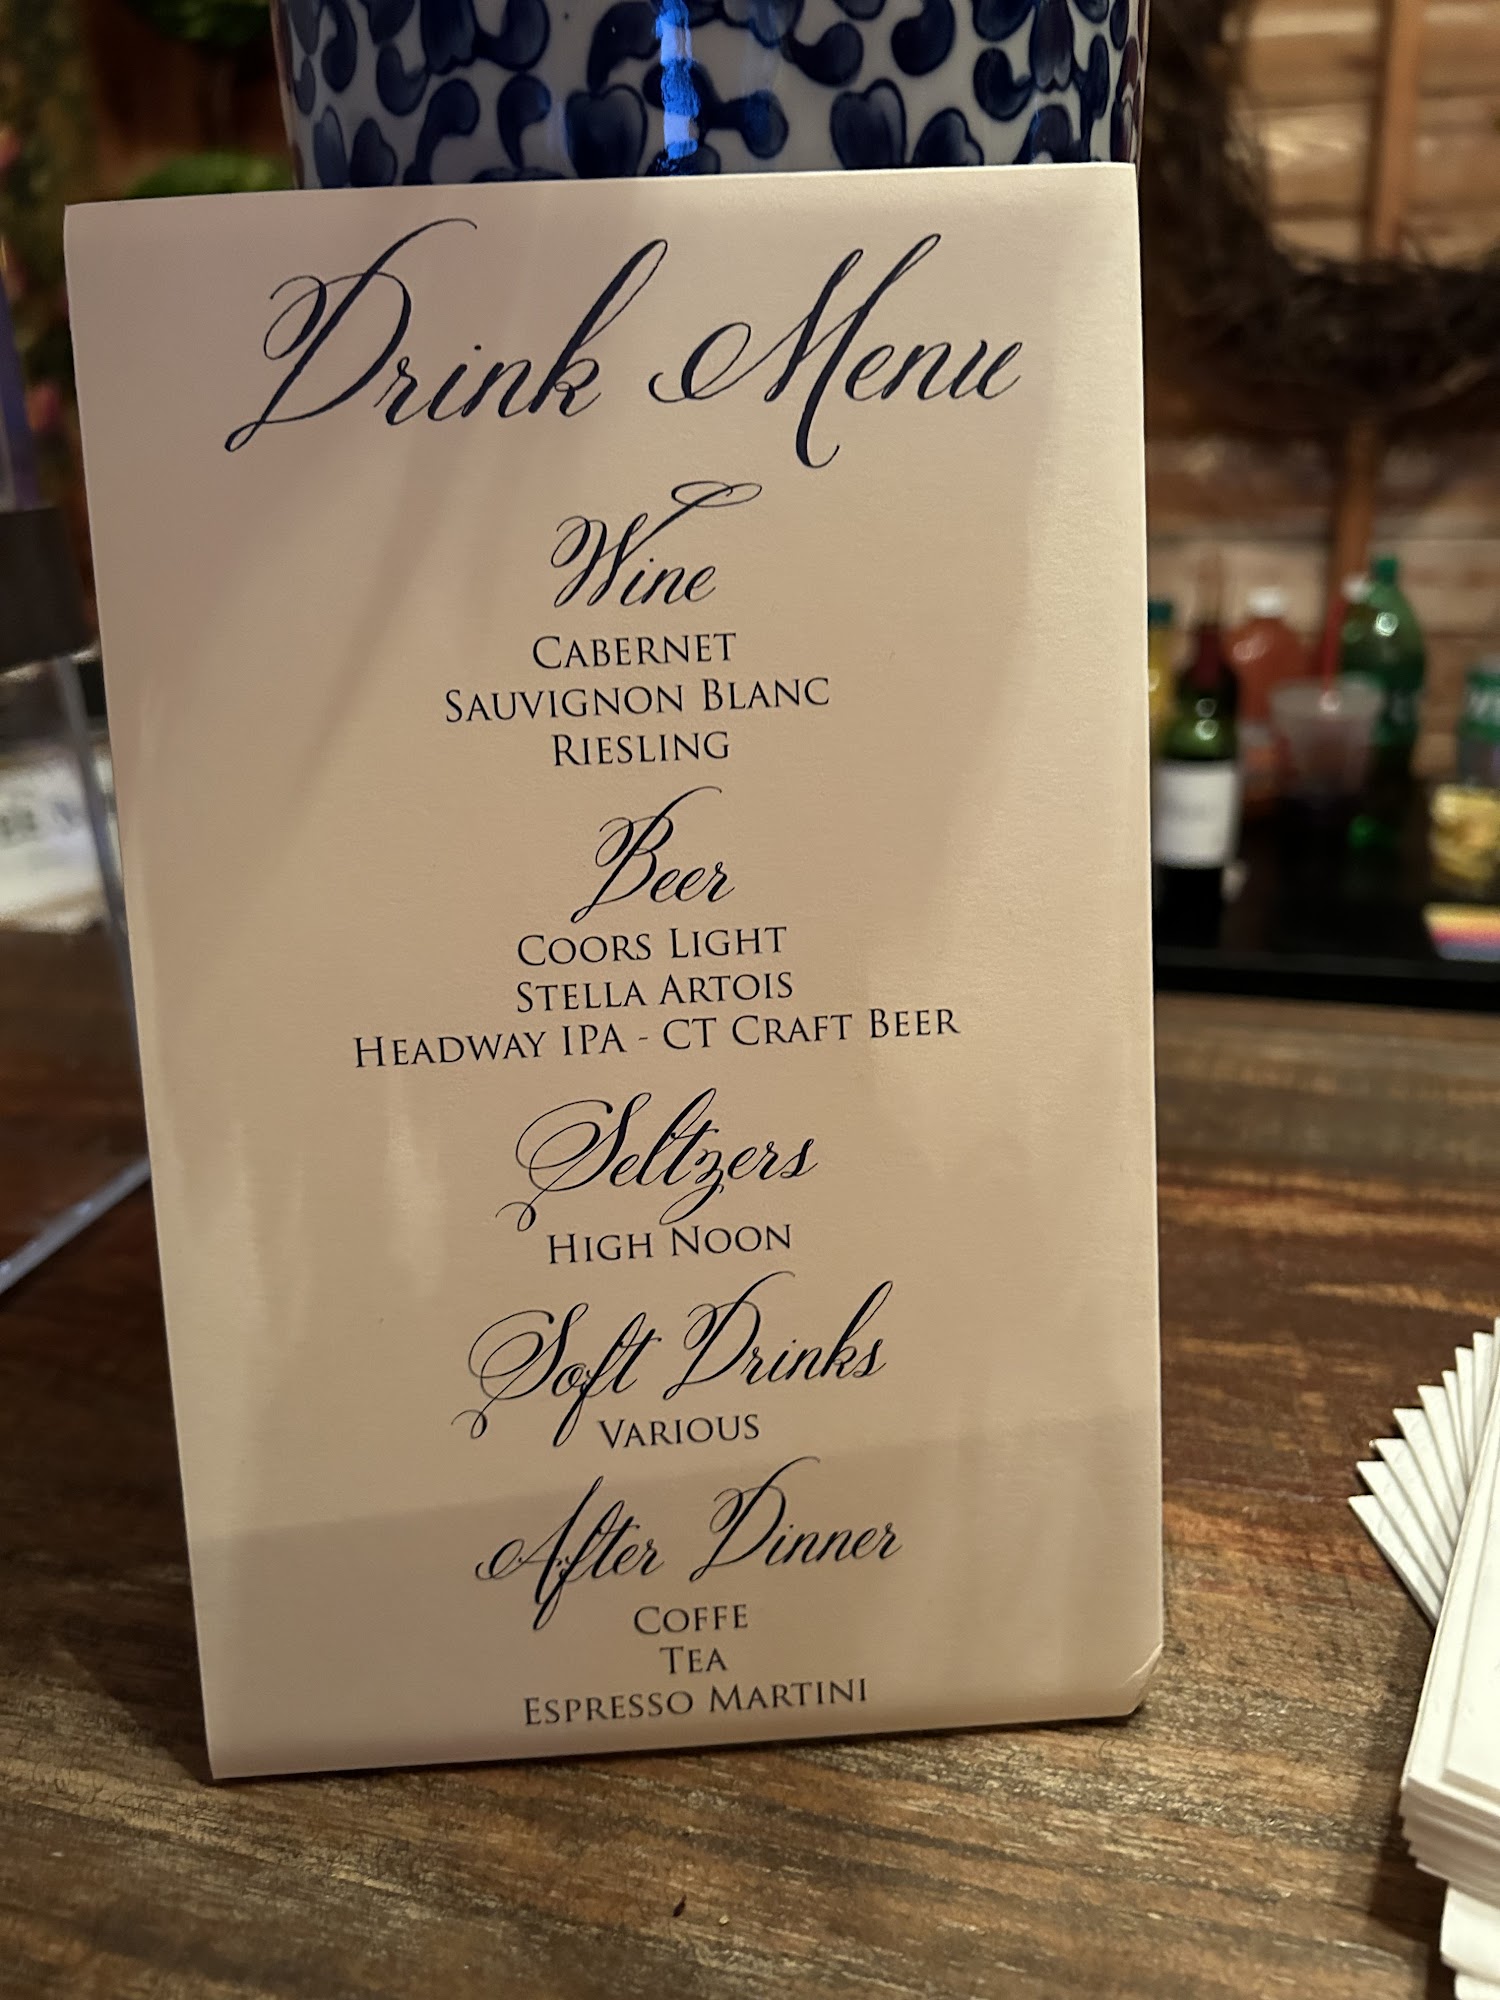 Drink Menu
Wine
CABERNET
SAUVIGNON BLANC
RIESLING
Beer
COORS LIGHT
STELLA ARTOIS
HEADWAY IPA - CT CRAFT BEER
Seltzers
HIGH NOON
Soft Drinks
VARIOUS
After Dinner
COFFE
TEA
ESPRESSO MARTINI